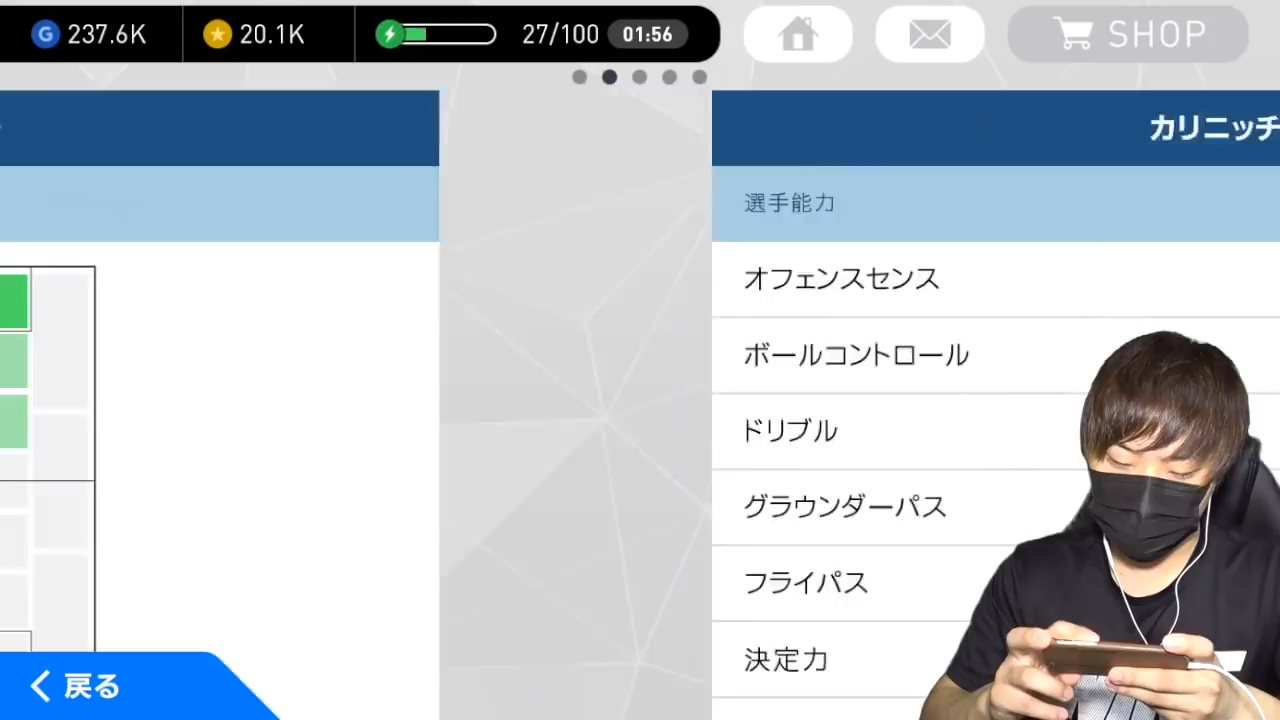 G 237.6K
20.1K
27/100 01:56
SHOP
カリニッチ
選手能力
オフェンスセンス
ボールコントロール
ドリブル
グラウンダーパス
フライパス
決定力
戻る